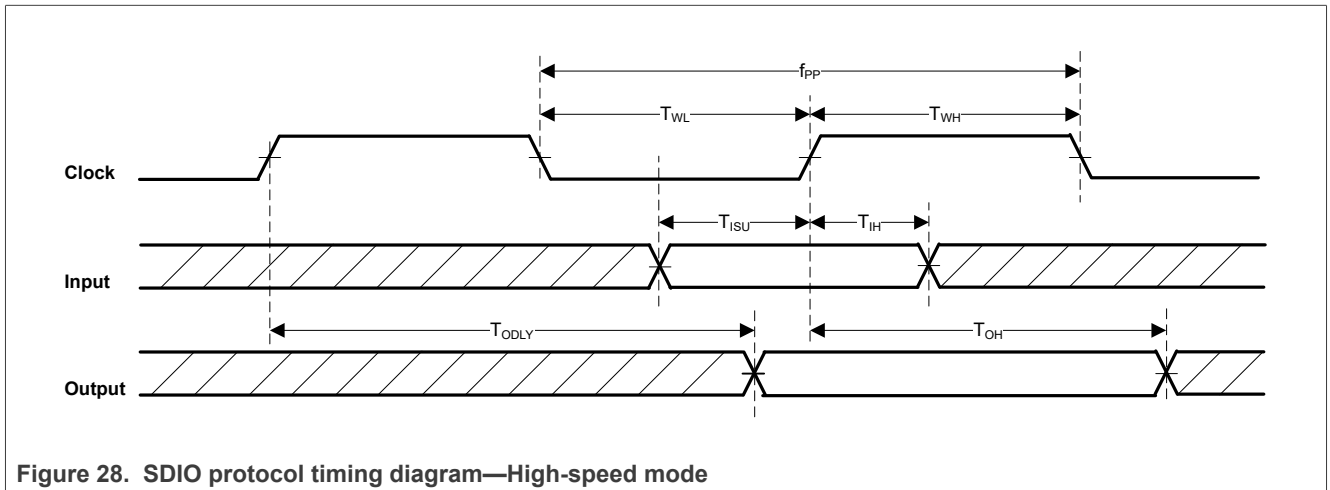 fPP
TWL
TWH
Clock
TISU
TIH
Input
TODLY
TOH
Output
Figure 28. SDIO protocol timing diagram—High-speed mode